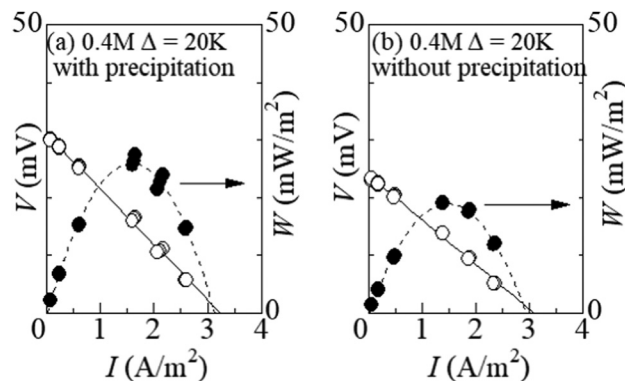 50
(a) 0.4M Δ = 20K
with precipitation
50
V (mV)
W (mW/m²)
0
0
1
2
3
4
I (A/m²)
50
(b) 0.4M Δ = 20K
without precipitation
50
V (mV)
W (mW/m²)
0
0
1
2
3
4
I (A/m²)